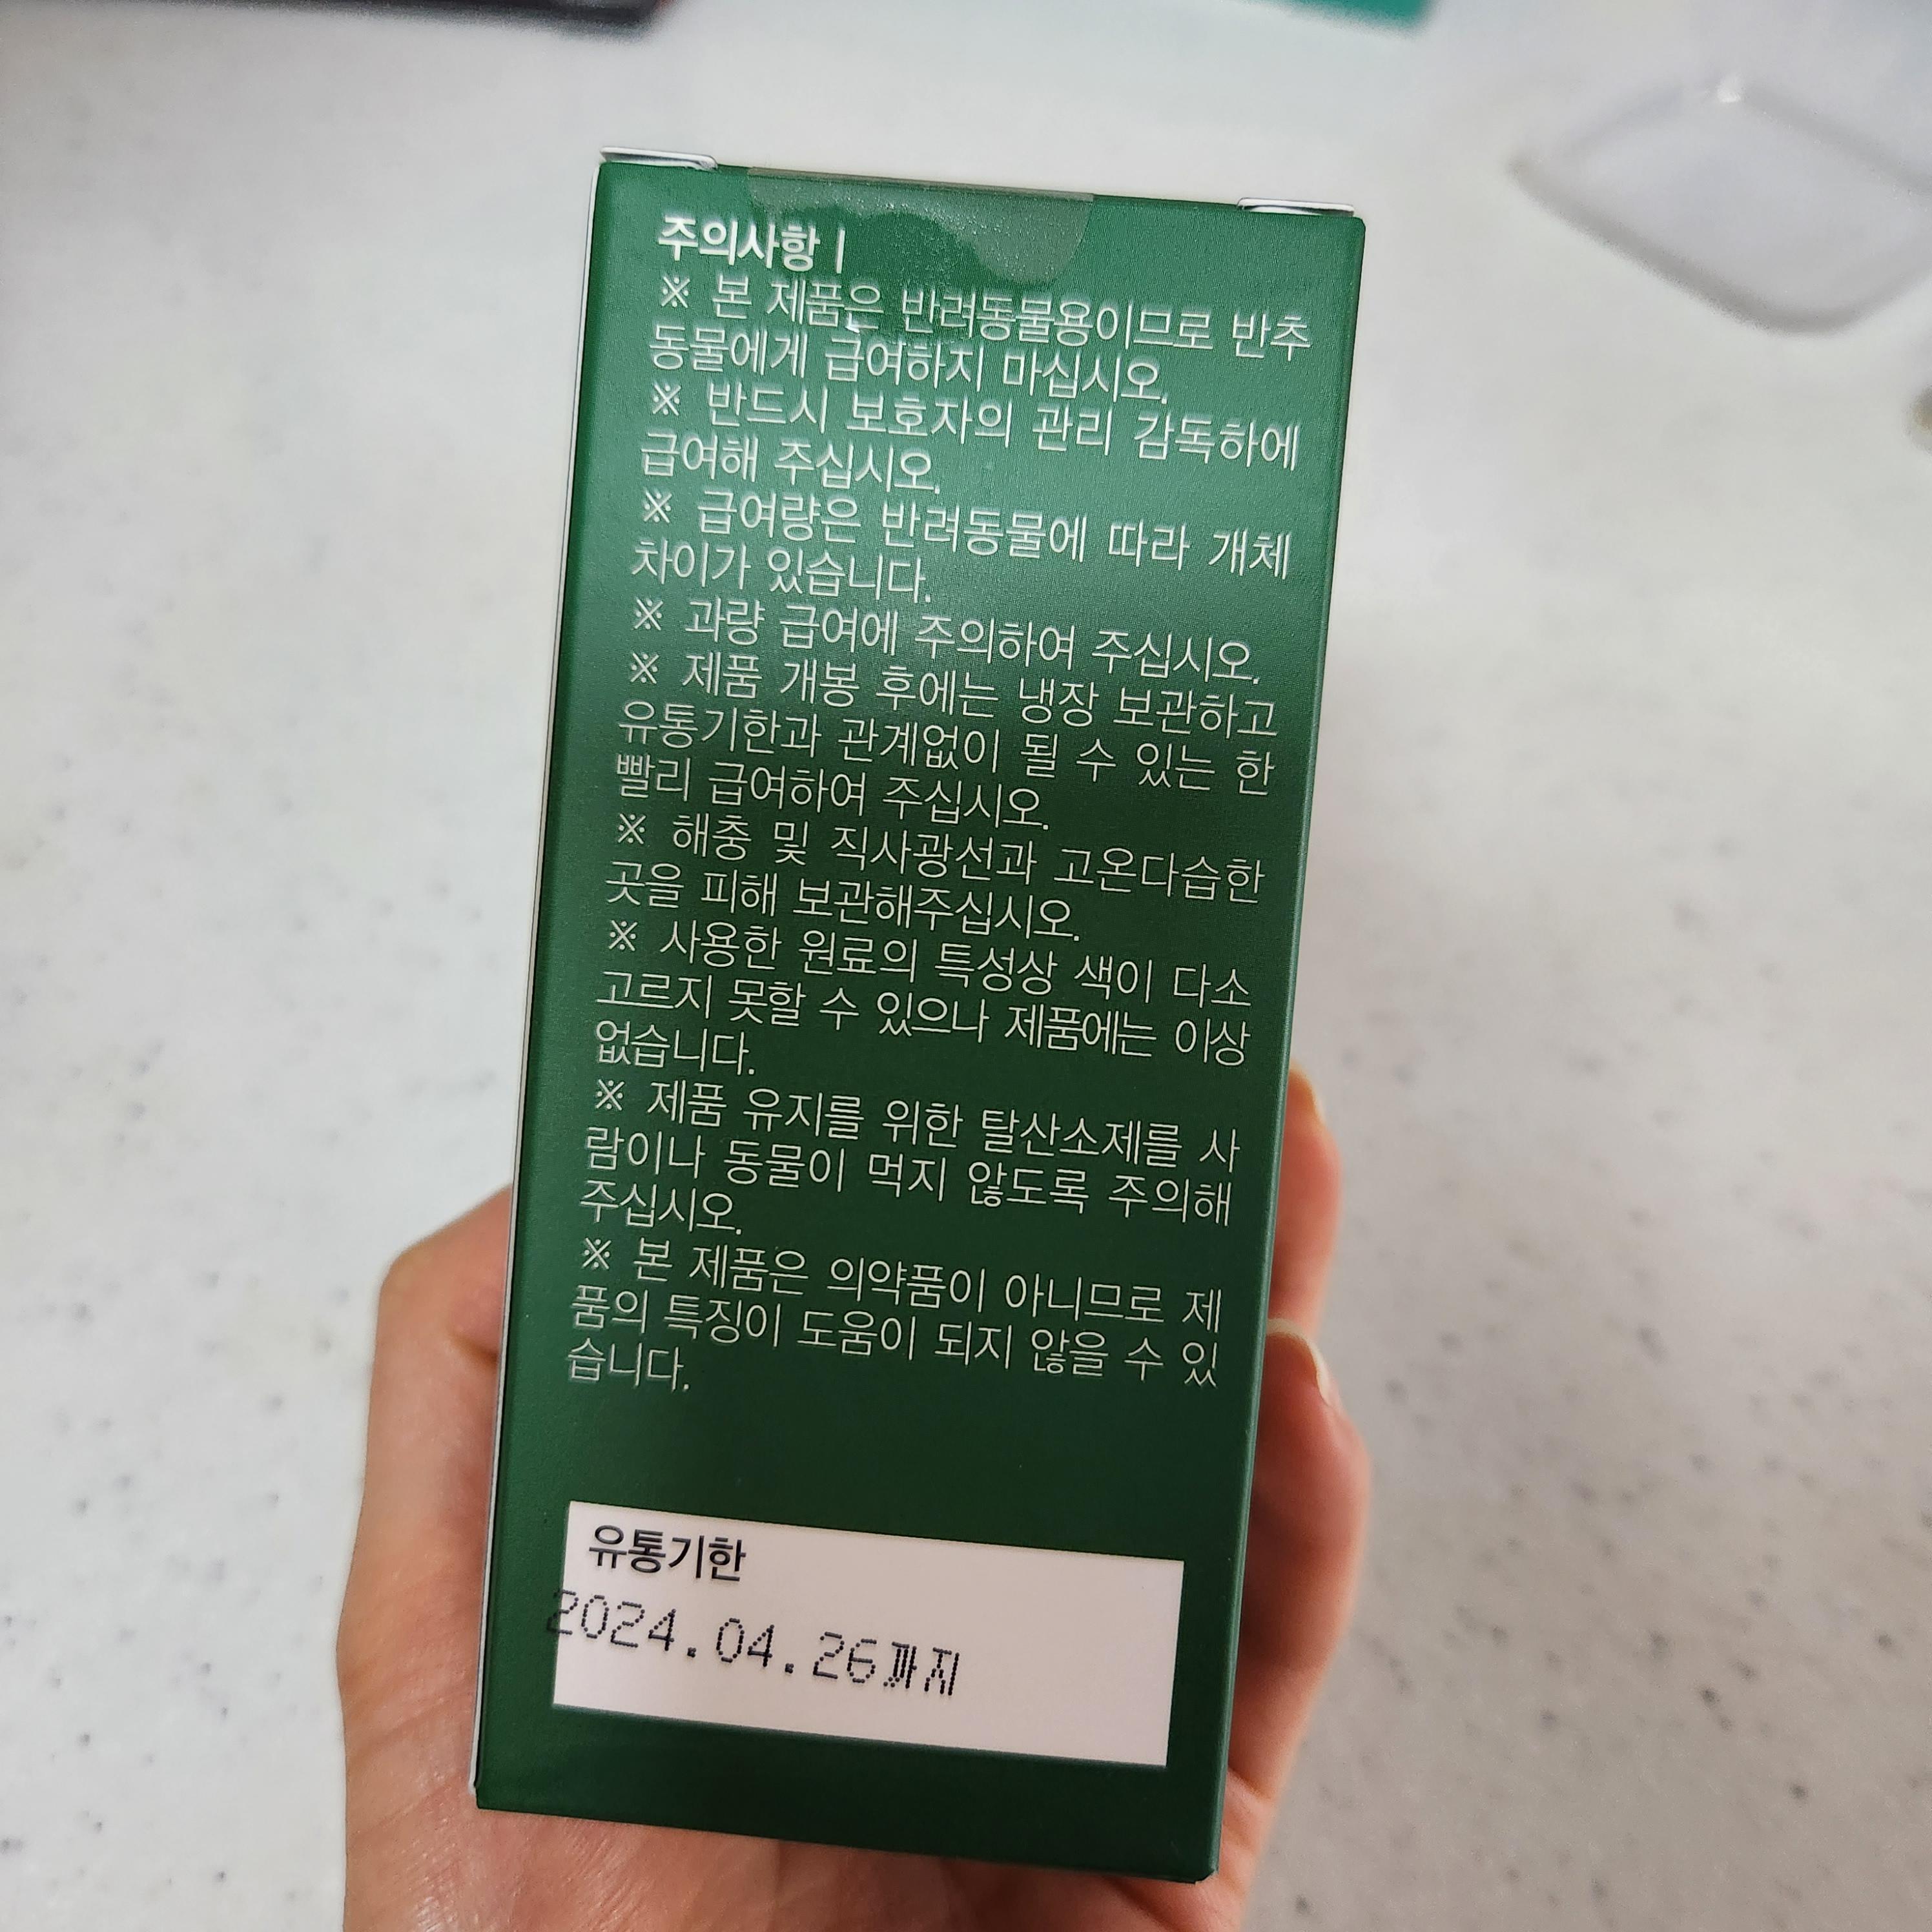 주의사항 |
※ 본 제품은 반려동물용이므로 반추
동물에게 급여하지 마십시오.
※ 반드시 보호자의 관리 감독하에
급여해 주십시오.
※ 급여량은 반려동물에 따라 개체
차이가 있습니다.
※ 과량 급여에 주의하여 주십시오.
※ 제품 개봉 후에는 냉장 보관하고
유통기한과 관계없이 될 수 있는 한
빨리 급여하여 주십시오.
※ 해충 및 직사광선과 고온다습한
곳을 피해 보관해주십시오.
※ 사용한 원료의 특성상 색이 다소
고르지 못할 수 있으나 제품에는 이상
없습니다.
※ 제품 유지를 위한 탈산소제를 사
람이나 동물이 먹지 않도록 주의해
주십시오.
※ 본 제품은 의약품이 아니므로 제
품의 특징이 도움이 되지 않을 수 있
습니다.
유통기한
2024.04.26까지